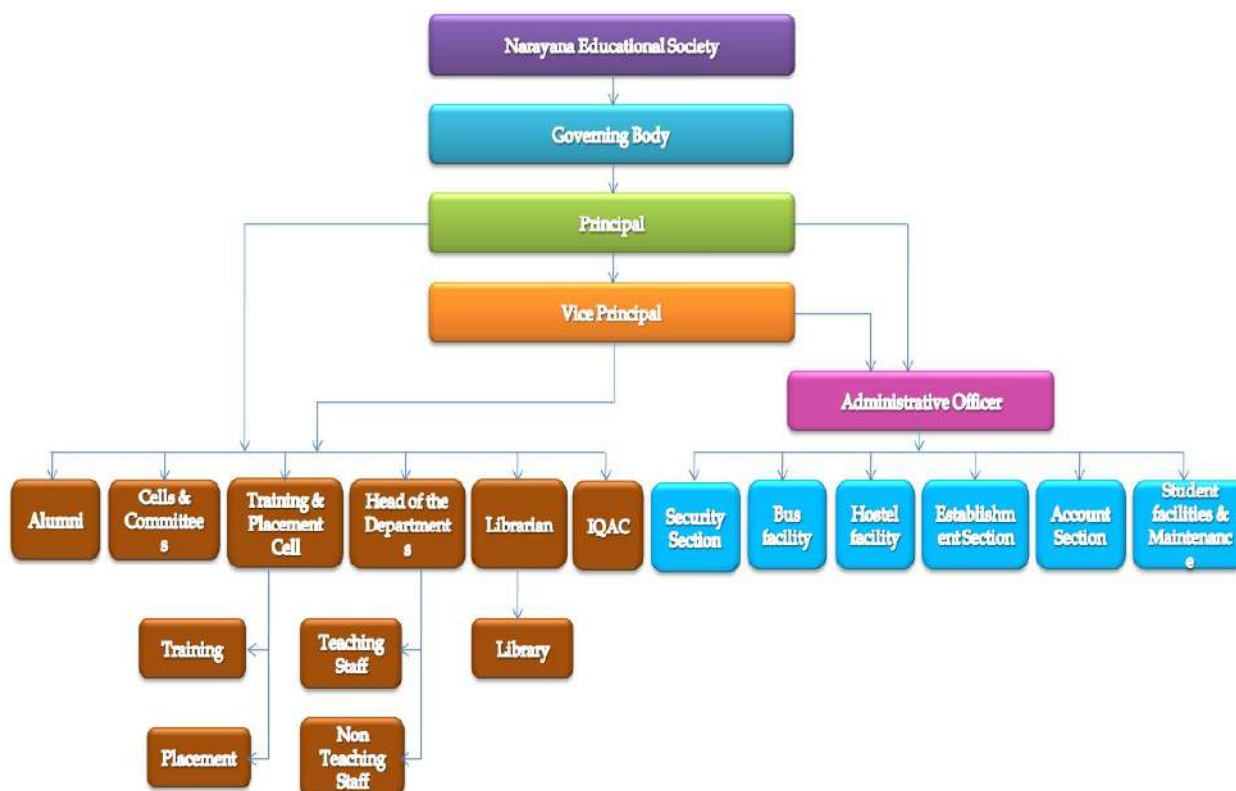 Narayana Educational Society
Governing Body
Principal
Vice Principal
Administrative Officer
Alumni
Cells &
Committee
s
Training &
Placement
Cell
Head of the
Department
s
Librarian
IQAC
Security
Section
Bus
facility
Hostel
facility
Establishm
ent Section
Account
Section
Student
facilities &
Maintenanc
e
Training
Teaching
Staff
Library
Placement
Non
Teaching
Staff